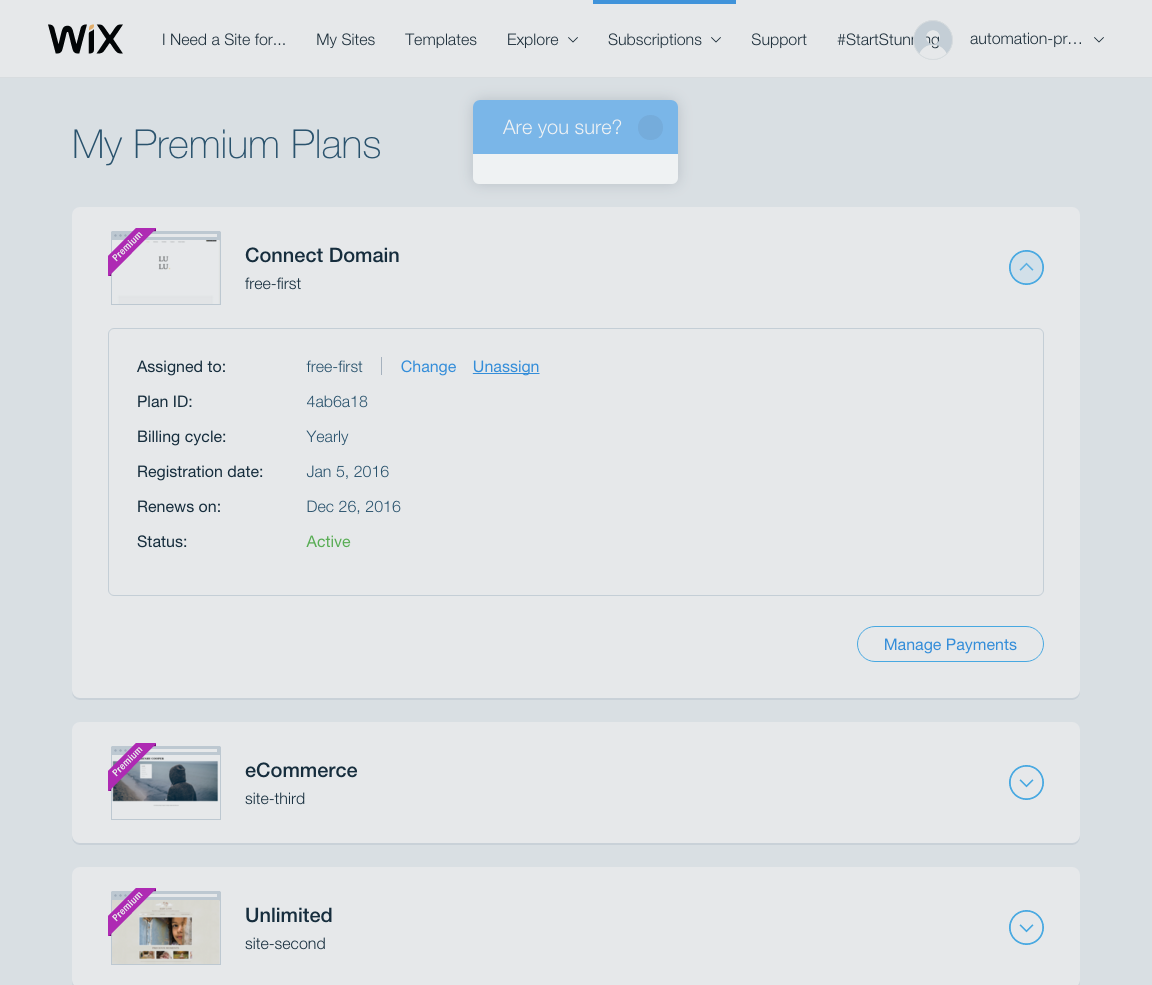 WiX
I Need a Site for...
My Sites
Templates
Explore
Subscriptions
Support
#StartStunning
automation-pr...
Are you sure?
My Premium Plans
Premium
LU
LU.
Connect Domain
free-first
Assigned to:
free-first
Change
Unassign
Plan ID:
4ab6a18
Billing cycle:
Yearly
Registration date:
Jan 5, 2016
Renews on:
Dec 26, 2016
Status:
Active
Manage Payments
Premium
eCommerce
site-third
Premium
Unlimited
site-second